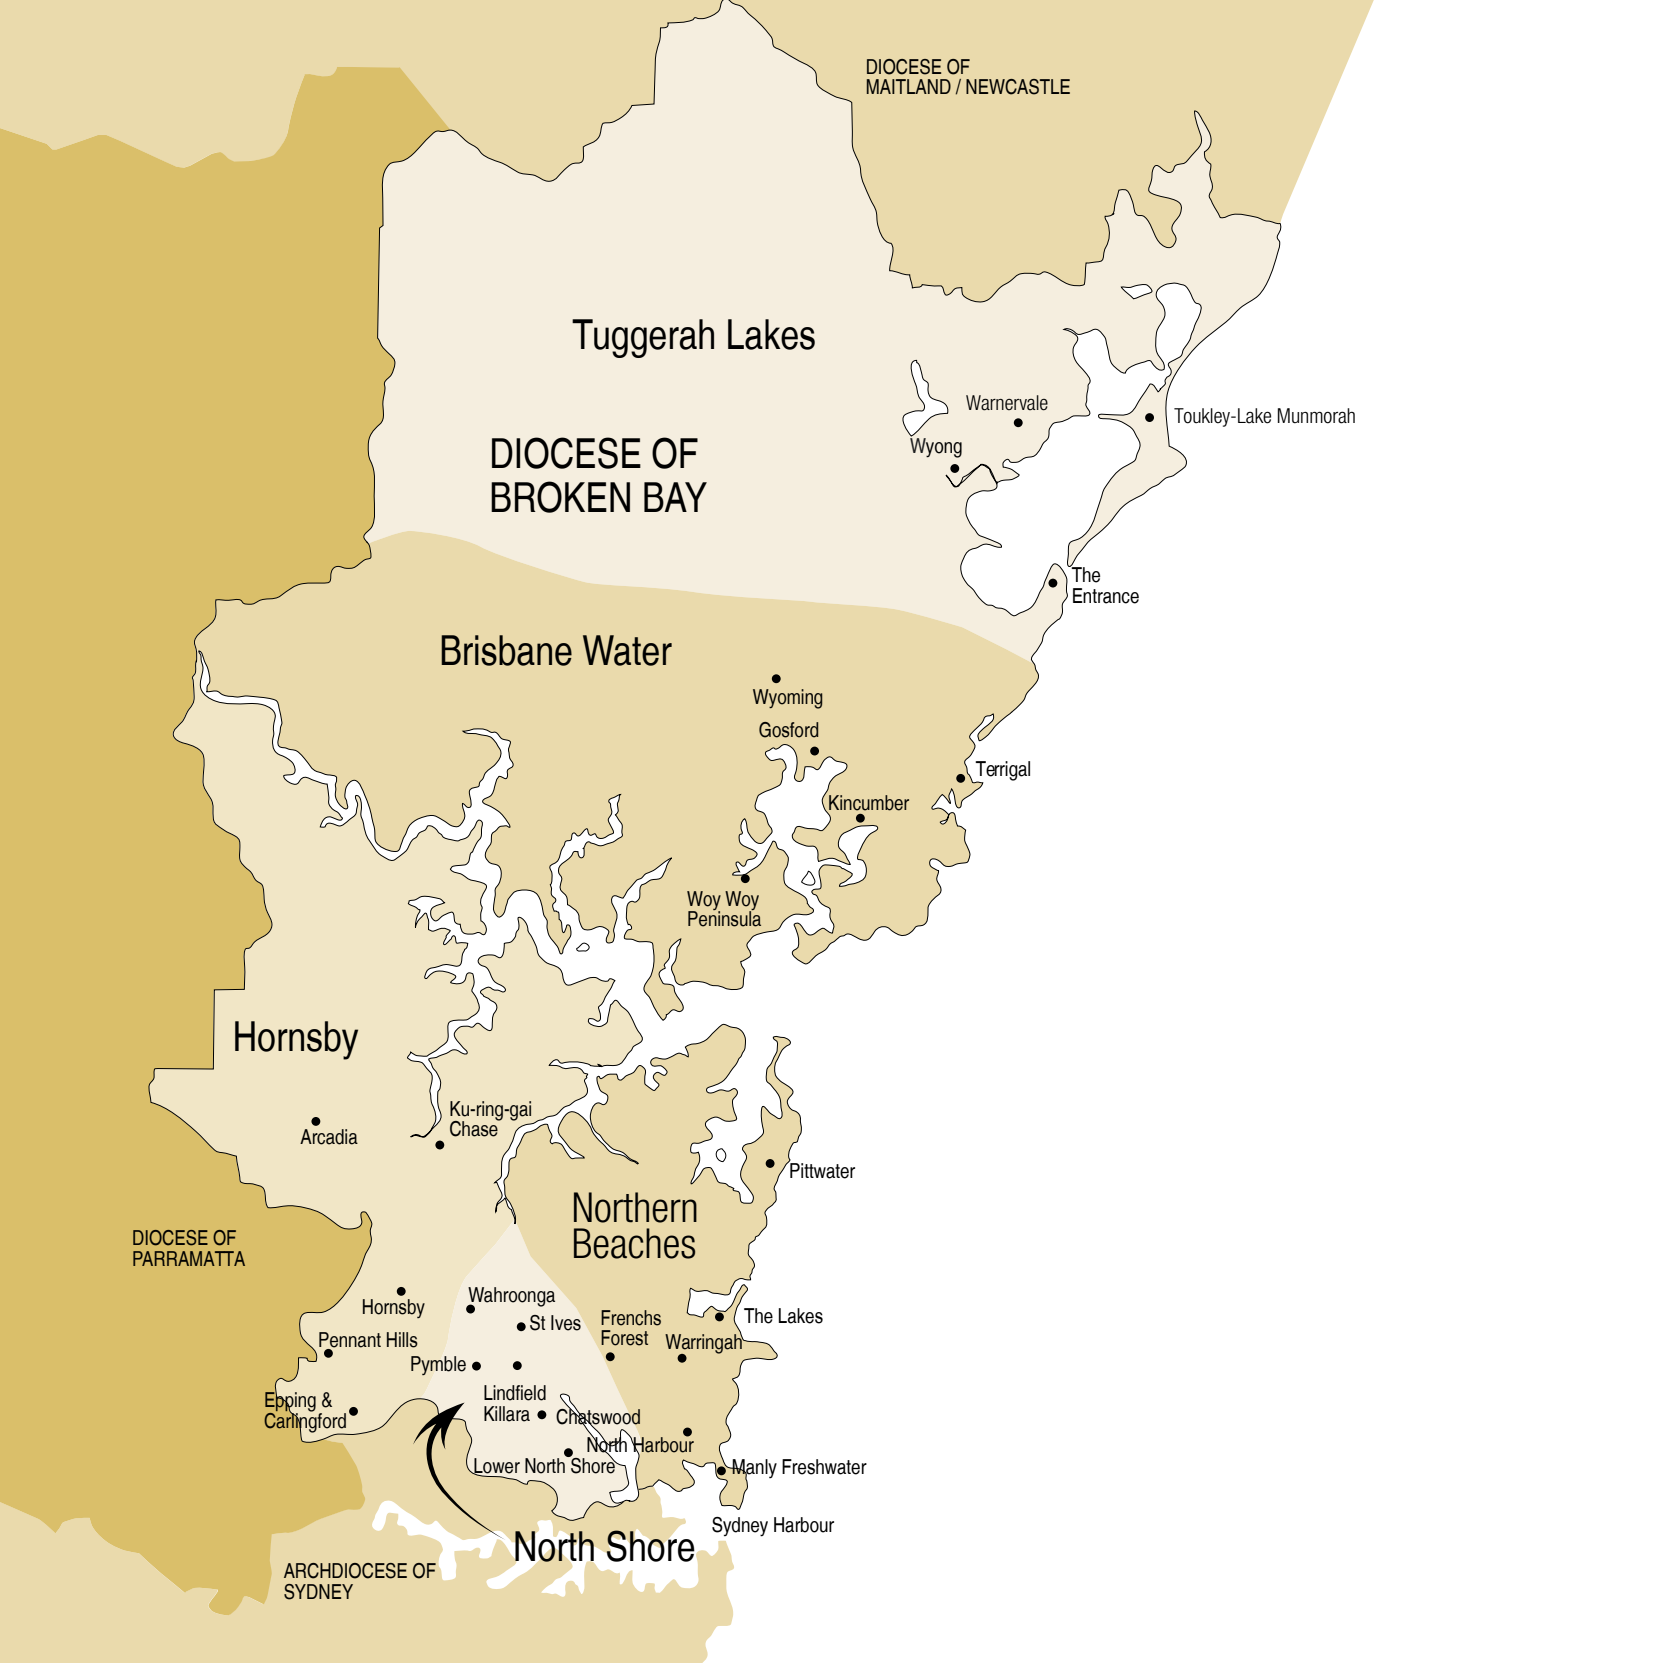 DIOCESE OF
MAITLAND / NEWCASTLE
Tuggerah Lakes
Warnervale
Toukley-Lake Munmorah
Wyong
DIOCESE OF
BROKEN BAY
The
Entrance
Brisbane Water
Wyoming
Gosford
Terrigal
Kincumber
Woy Woy
Peninsula
Hornsby
Ku-ring-gai
Chase
Arcadia
Pittwater
Northern
Beaches
DIOCESE OF
PARRAMATTA
Wahroonga
Hornsby
St Ives
Frenchs
Forest
The Lakes
Pennant Hills
Warringah
Pymble
Lindfield
Killara
Epping &
Carlingford
Chatswood
North Harbour
Lower North Shore
Manly Freshwater
Sydney Harbour
North Shore
ARCHDIOCESE OF
SYDNEY